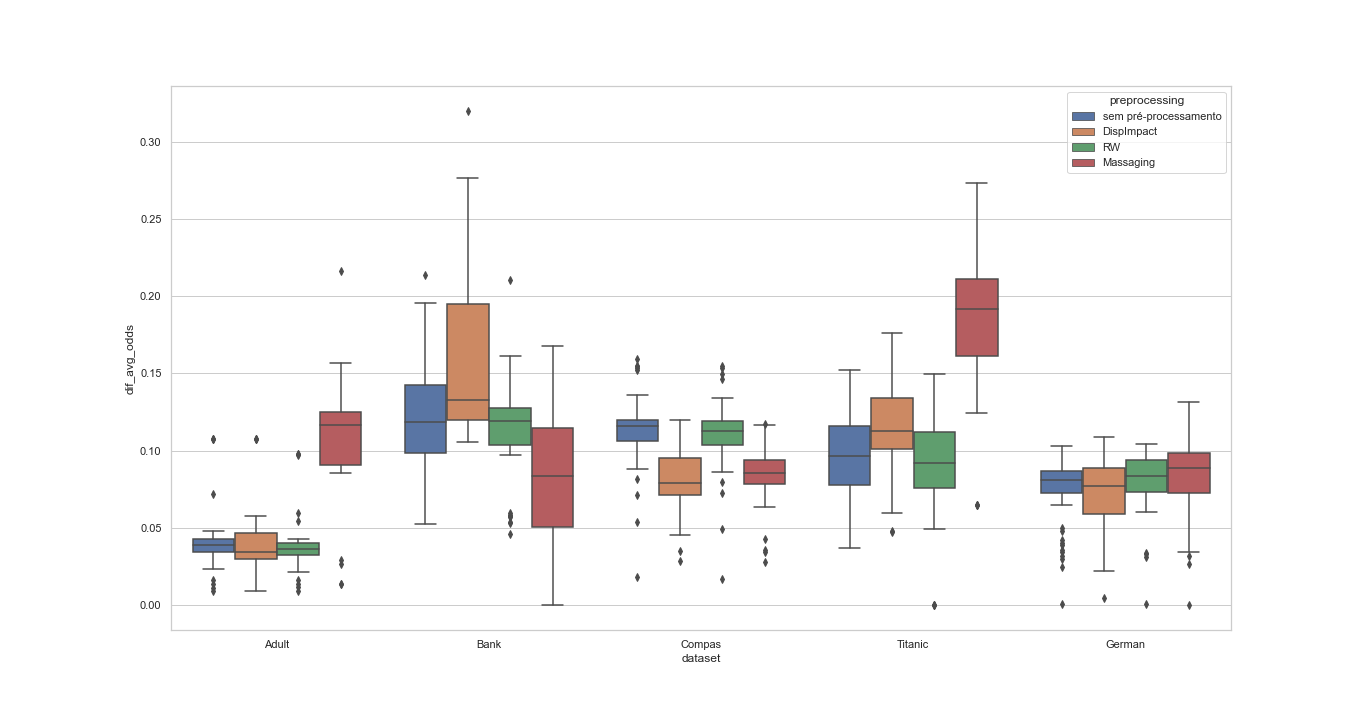 preprocessing
sem pré-processamento
DispImpact
RW
Massaging
dif_avg_odds
0.30
0.25
0.20
0.15
0.10
0.05
0.00
Adult Bank Compas Titanic German
dataset